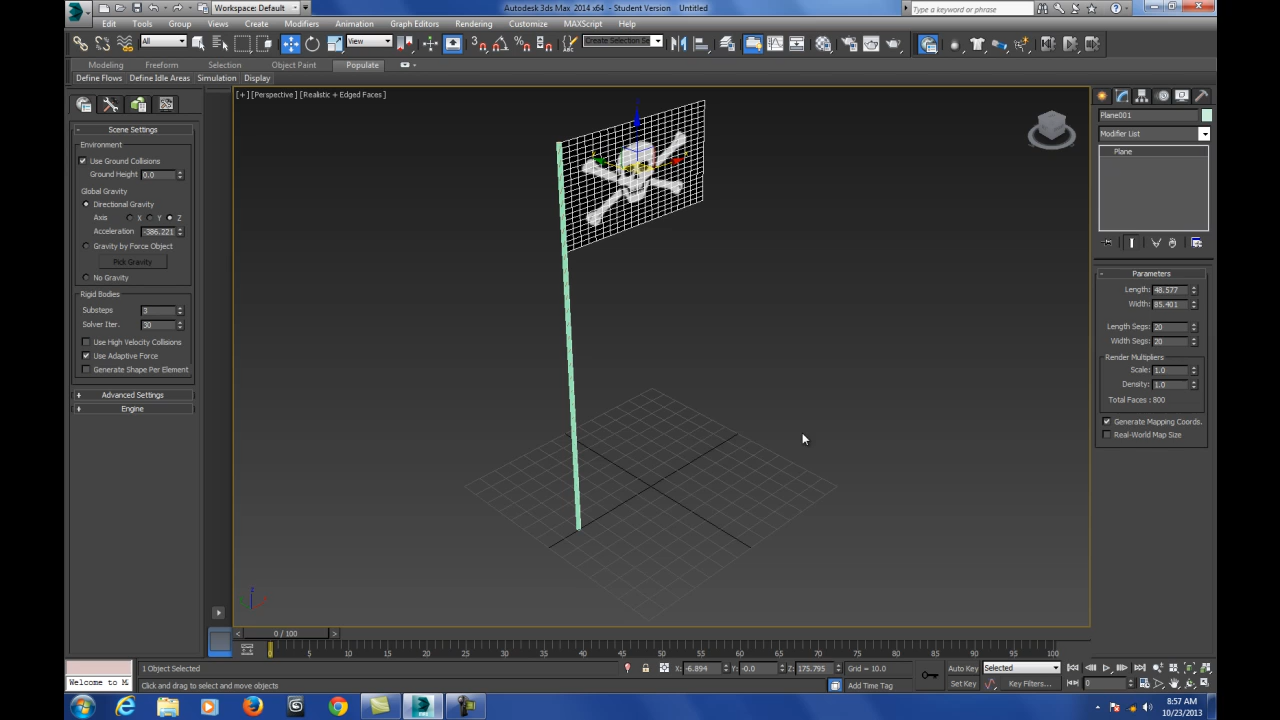 Workspace: Default
Autodesk 3ds Max 2014 x64 - Student Version Untitled
Type a keyword or phrase
Edit Tools Group Views Create Modifiers Animation Graph Editors Rendering Customize MAXScript Help
All View Create Selection Se
Modeling Freeform Selection Object Paint Populate
Define Flows Define Idle Areas Simulation Display
[+] [Perspective] [Realistic + Edged Faces]
- Scene Settings
Environment
Use Ground Collisions
Ground Height 0.0
Global Gravity
Directional Gravity
Axis X Y Z
Acceleration -386.221
Gravity by Force Object
Pick Gravity
No Gravity
Rigid Bodies
Substeps 3
Solver Iter. 30
Use High Velocity Collisions
Use Adaptive Force
Generate Shape Per Element
+ Advanced Settings
+ Engine
Plane001
Modifier List
Plane
- Parameters
Length: 48.577
Width: 85.401
Length Segs: 20
Width Segs: 20
Render Multipliers
Scale: 1.0
Density: 1.0
Total Faces : 800
Generate Mapping Coords.
Real-World Map Size
< 0 / 100 >
0 5 10 15 20 25 30 35 40 45 50 55 60 65 70 75 80 85 90 95 100
1 Object Selected X: -6.894 Y: -0.0 Z: 175.795 Grid = 10.0 Auto Key Selected
Welcome to M Click and drag to select and move objects Add Time Tag Set Key Key Filters... 0
8:57 AM
10/23/2013